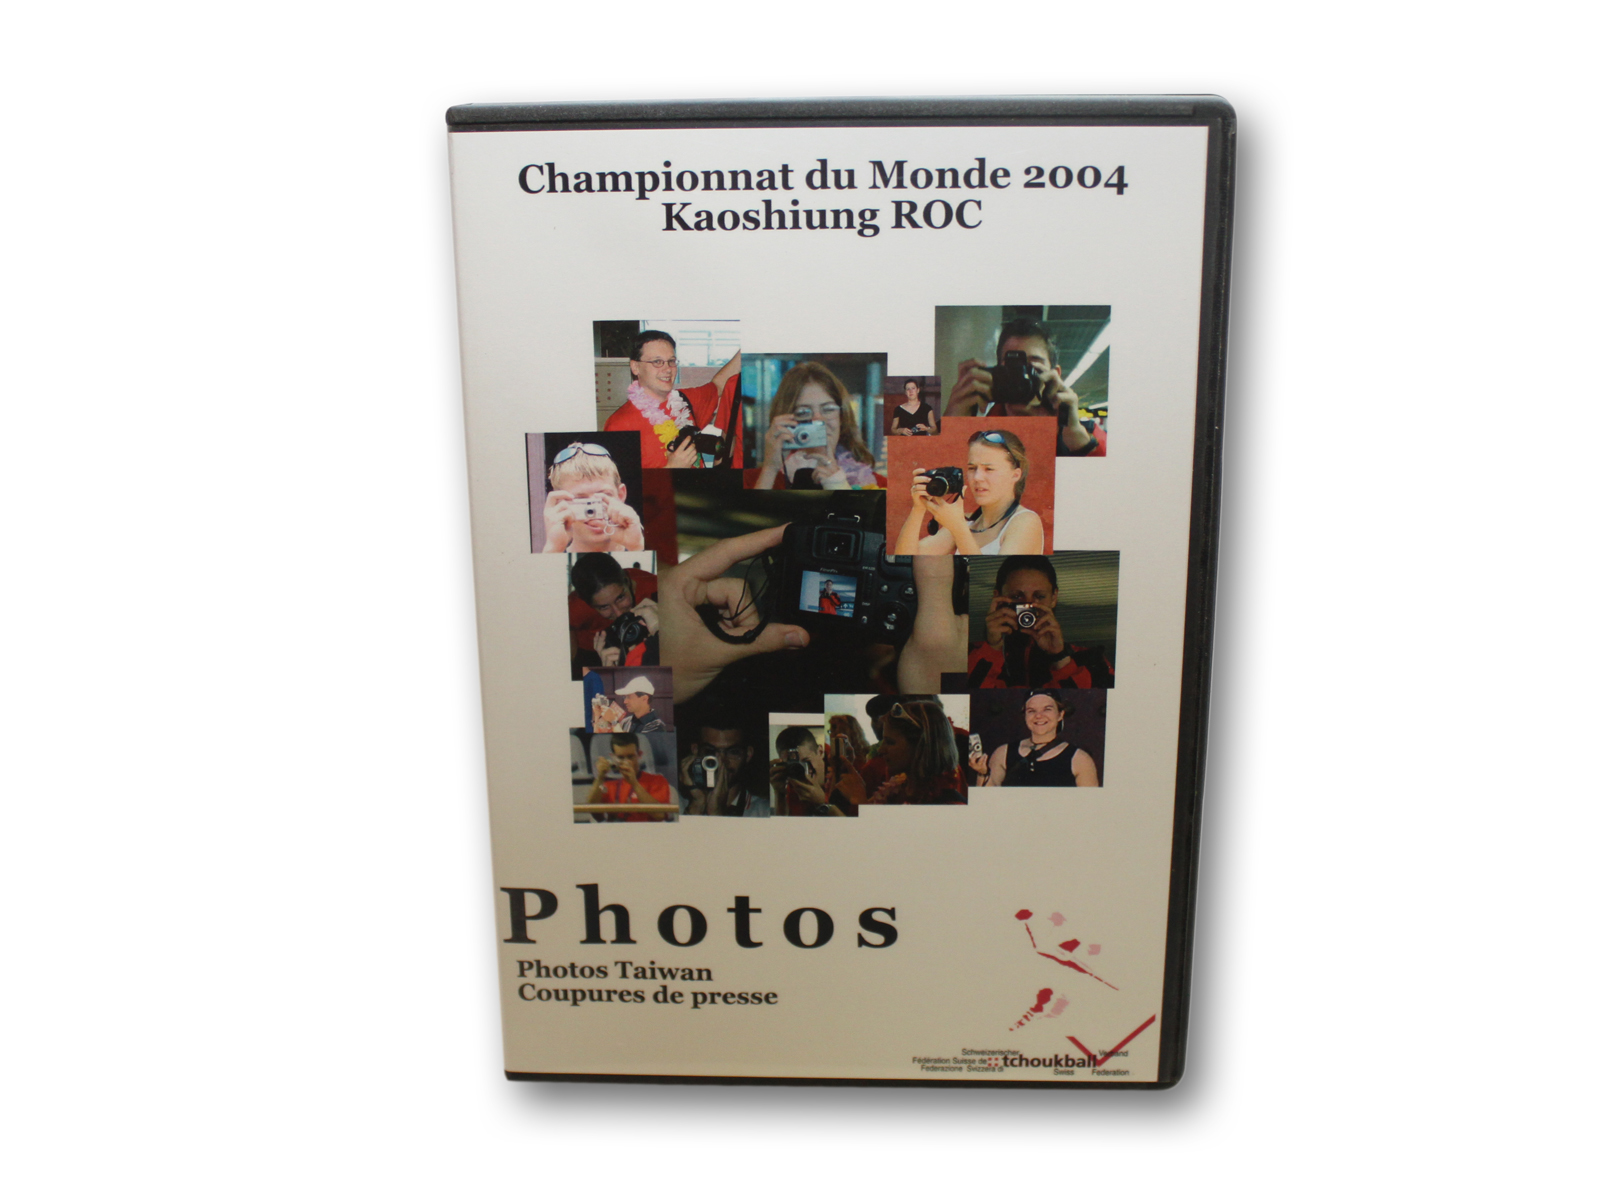 Championnat du Monde 2004
Kaoshiung ROC
Photos
Photos Taiwan
Coupures de presse
Schweizerischer Verband
Fédération Suisse de tchoukball
Federazione Svizzera di Swiss Federation